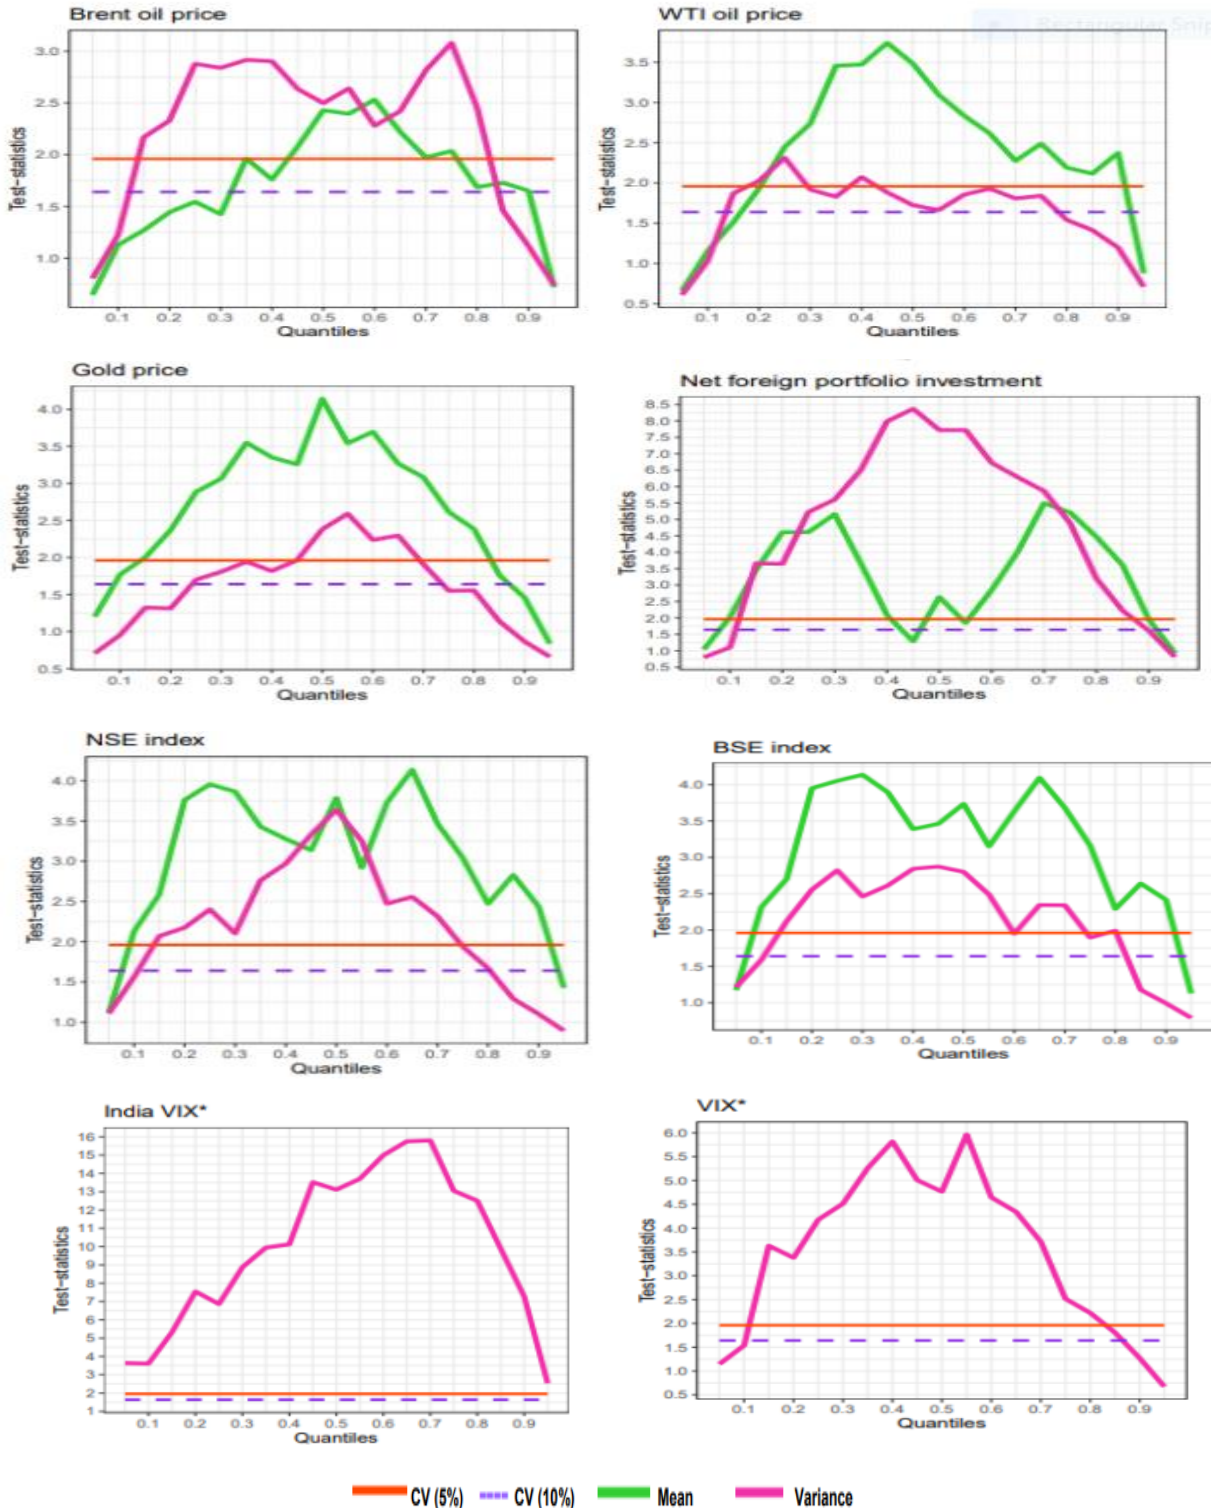 Brent oil price
3.0
2.5
2.0
1.5
1.0
Test-statistics
0.1 0.2 0.3 0.4 0.5 0.6 0.7 0.8 0.9
Quantiles
WTI oil price
Rectangular Snip
3.5
3.0
2.5
2.0
1.5
1.0
0.5
Test-statistics
0.1 0.2 0.3 0.4 0.5 0.6 0.7 0.8 0.9
Quantiles
Gold price
4.0
3.5
3.0
2.5
2.0
1.5
1.0
0.5
Test-statistics
0.1 0.2 0.3 0.4 0.5 0.6 0.7 0.8 0.9
Quantiles
Net foreign portfolio investment
8.5
8.0
7.5
7.0
6.5
6.0
5.5
5.0
4.5
4.0
3.5
3.0
2.5
2.0
1.5
1.0
0.5
Test-statistics
0.1 0.2 0.3 0.4 0.5 0.6 0.7 0.8 0.9
Quantiles
NSE index
4.0
3.5
3.0
2.5
2.0
1.5
1.0
Test-statistics
0.1 0.2 0.3 0.4 0.5 0.6 0.7 0.8 0.9
Quantiles
BSE index
4.0
3.5
3.0
2.5
2.0
1.5
1.0
Test-statistics
0.1 0.2 0.3 0.4 0.5 0.6 0.7 0.8 0.9
Quantiles
India VIX*
16
15
14
13
12
11
10
9
8
7
6
5
4
3
2
1
Test-statistics
0.1 0.2 0.3 0.4 0.5 0.6 0.7 0.8 0.9
Quantiles
VIX*
6.0
5.5
5.0
4.5
4.0
3.5
3.0
2.5
2.0
1.5
1.0
0.5
Test-statistics
0.1 0.2 0.3 0.4 0.5 0.6 0.7 0.8 0.9
Quantiles
CV (5%) CV (10%) Mean Variance